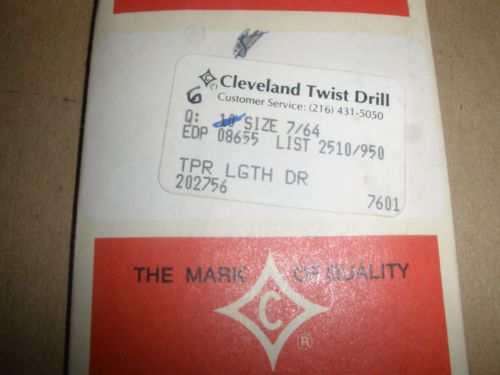 Cleveland Twist Drill
Customer Service: (216) 431-5050
6
Q: 10 SIZE 7/64
EDP 08655 LIST 2510/950
TPR LGTH DR
202756 7601
THE MARK OF QUALITY
C
®